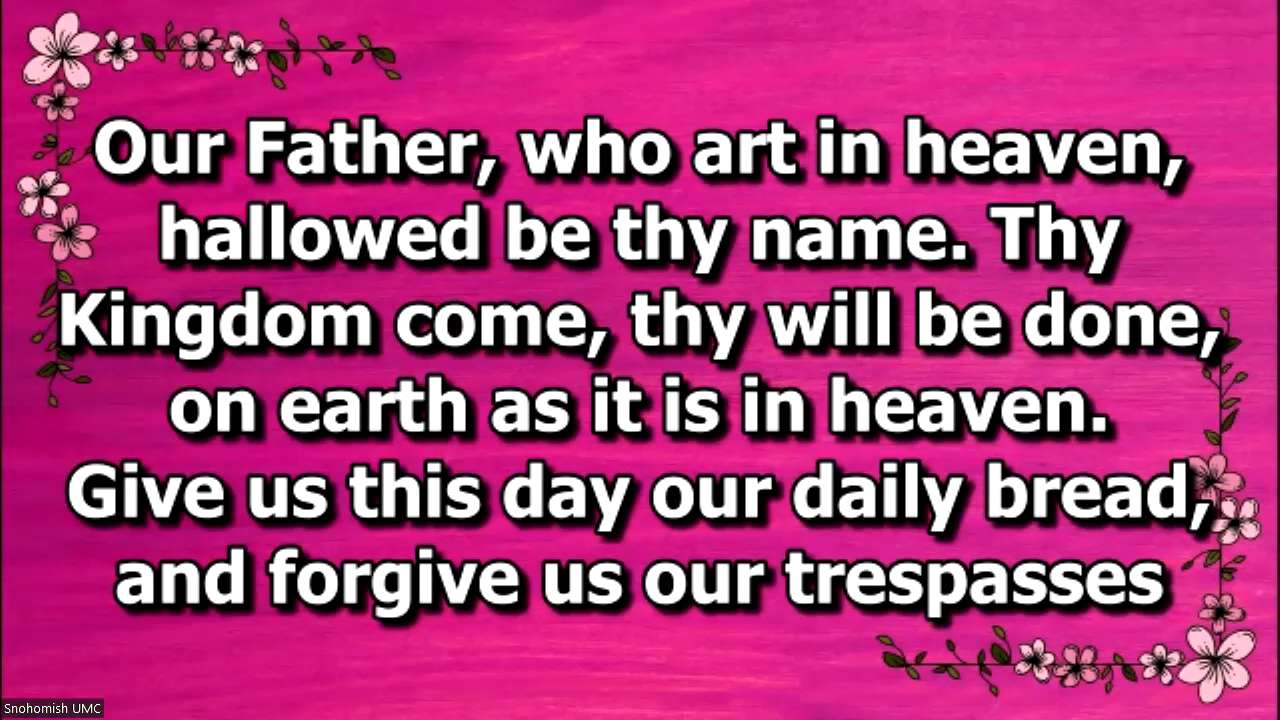 Our Father, who art in heaven,
hallowed be thy name. Thy
Kingdom come, thy will be done,
on earth as it is in heaven.
Give us this day our daily bread,
and forgive us our trespasses
Snohomish UMC